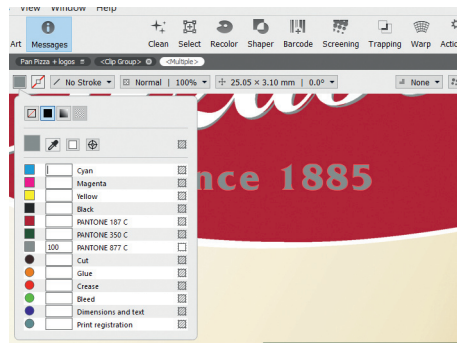 View Window Help
Art Messages Clean Select Recolor Shaper Barcode Screening Trapping Warp
Pan Pizza + logos <Clip Group> <Multiple>
No Stroke Normal | 100% 25.05 × 3.10 mm | 0.0° None
Cyan
Magenta
Yellow
Black
PANTONE 187 C
PANTONE 350 C
100 PANTONE 877 C
Cut
Glue
Crease
Bleed
Dimensions and text
Print registration
nce 1885